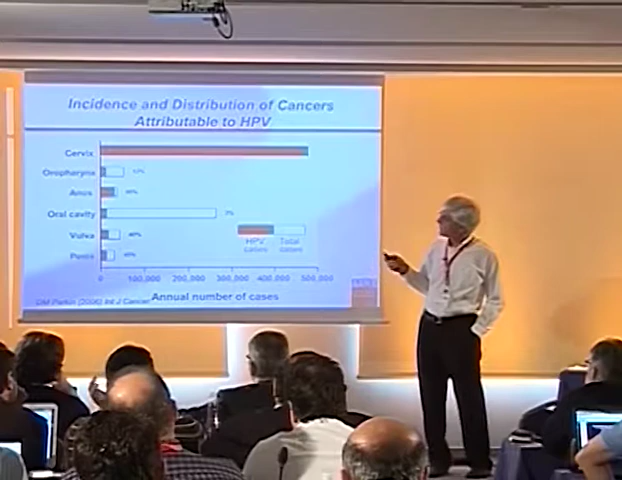 Incidence and Distribution of Cancers
Attributable to HPV
Cervix
Oropharynx
Anus
Oral cavity
Vulva
Penis
HPV Total
cases cases
0 100,000 200,000 300,000 400,000 500,000
DM Parkin (2006) Int J Cancer
Annual number of cases